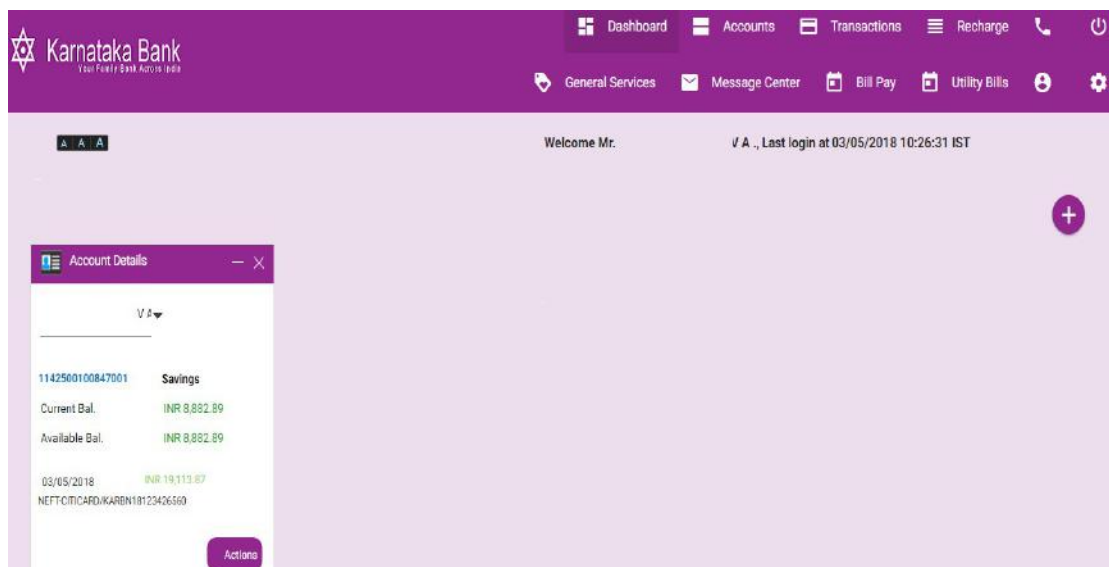 Karnataka Bank
Your Family Bank Across India
Dashboard Accounts Transactions Recharge
General Services Message Center Bill Pay Utility Bills
A A A
Welcome Mr. V A ., Last login at 03/05/2018 10:26:31 IST
Account Details
V A
1142500100847001 Savings
Current Bal. INR 8,882.89
Available Bal. INR 8,882.89
03/05/2018 INR 19,113.87
NEFT-CITICARD/KARBN18123426560
Actions